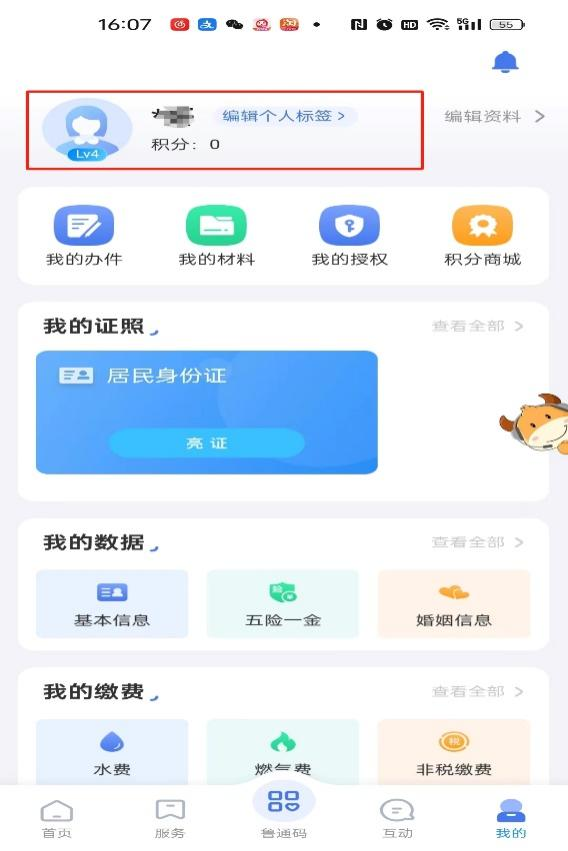 16:07 HD 5G 55
编辑个人标签 >
编辑资料 >
Lv4
积分：0
我的办件 我的材料 我的授权 积分商城
我的证照 查看全部 >
居民身份证
亮 证
我的数据 查看全部 >
基本信息 五险一金 婚姻信息
我的缴费 查看全部 >
税
水费 燃气费 非税缴费
首页 服务 鲁通码 互动 我的